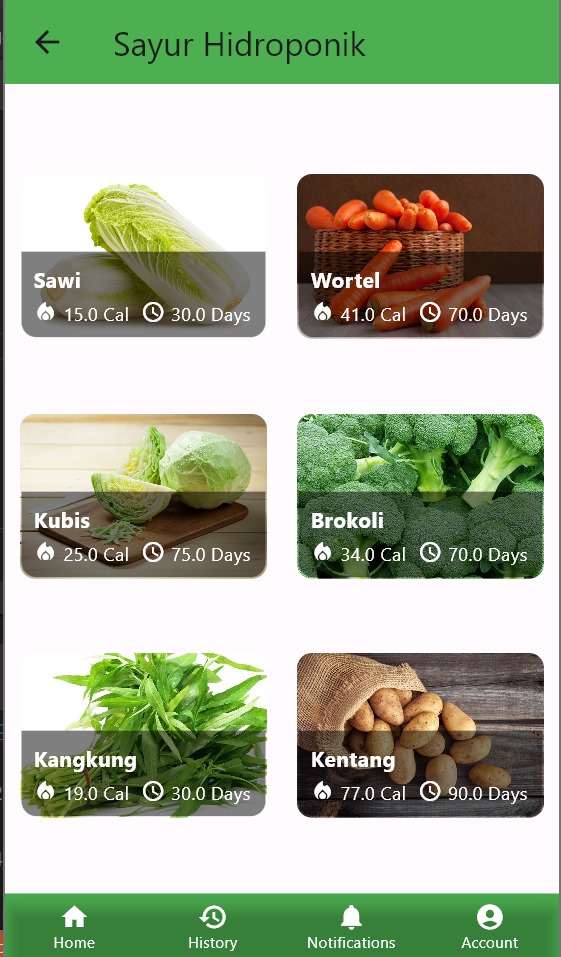 Sayur Hidroponik
Sawi
15.0 Cal 30.0 Days
Wortel
41.0 Cal 70.0 Days
Kubis
25.0 Cal 75.0 Days
Brokoli
34.0 Cal 70.0 Days
Kangkung
19.0 Cal 30.0 Days
Kentang
77.0 Cal 90.0 Days
Home History Notifications Account